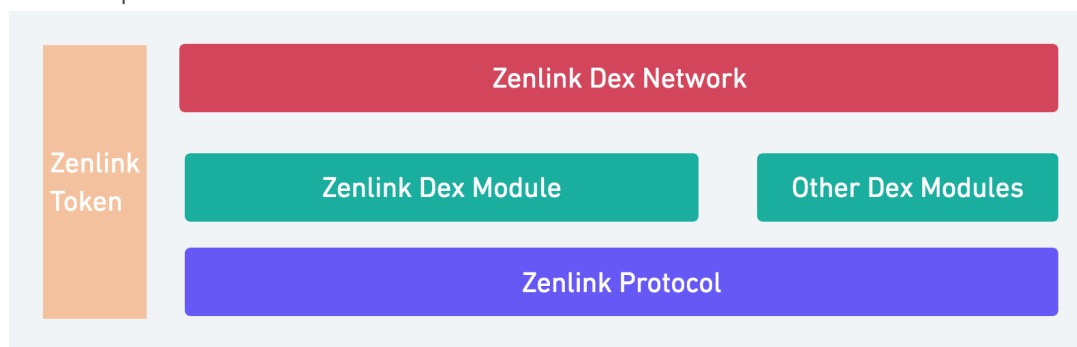 Zenlink Dex Network
Zenlink
Token
Zenlink Dex Module
Other Dex Modules
Zenlink Protocol